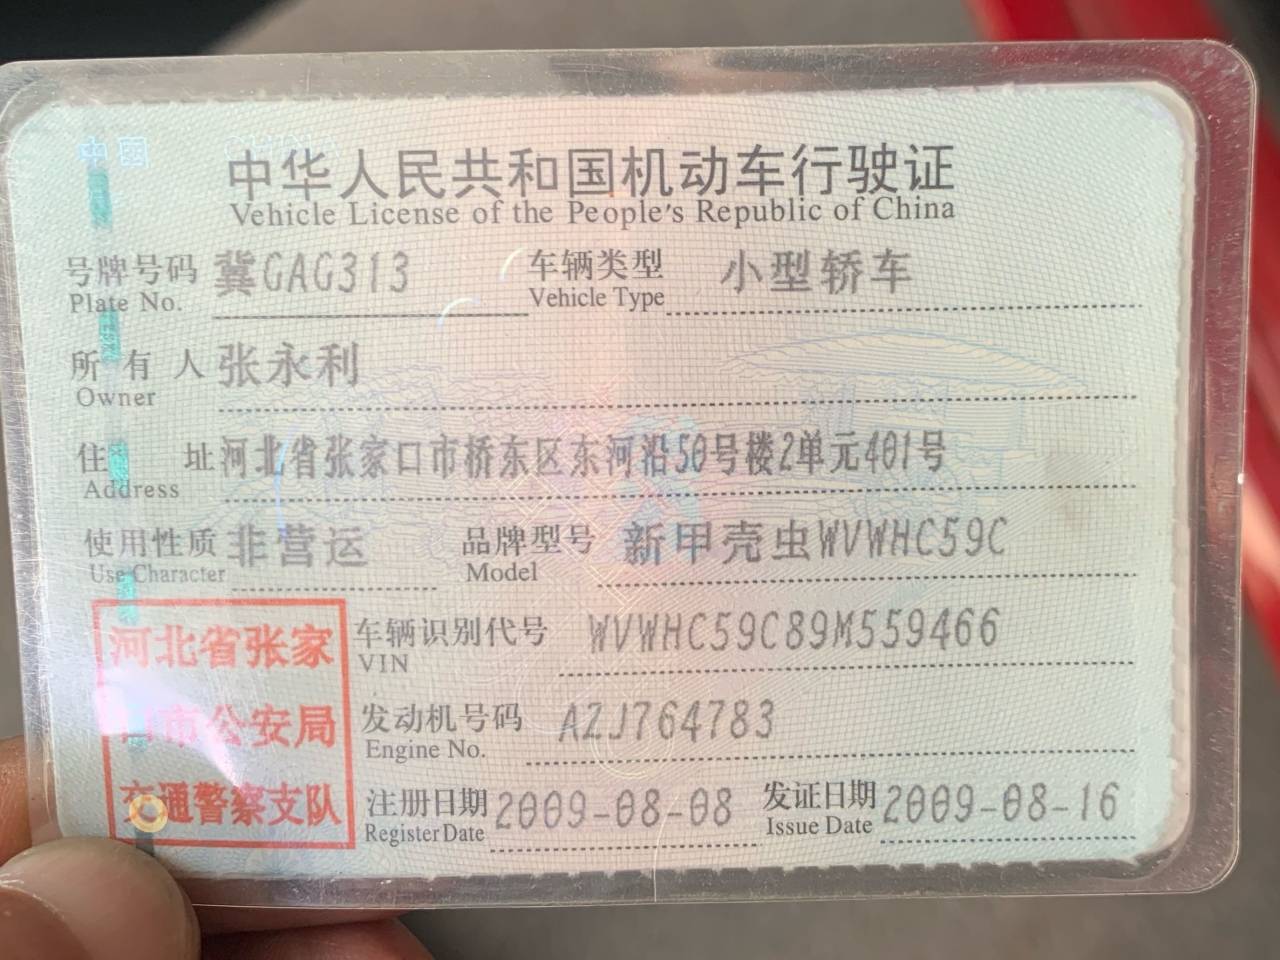 中国
中华人民共和国机动车行驶证
Vehicle License of the People's Republic of China
号牌号码 冀GAG313 车辆类型 小型轿车
Plate No. Vehicle Type
所有人 张永利
Owner
住址 河北省张家口市桥东区东河沿50号楼2单元401号
Address
使用性质 非营运 品牌型号 新甲壳虫WVWHC59C
Use Character Model
河北省张家
口市公安局
交通警察支队
车辆识别代号 WVWHC59C89M559466
VIN
发动机号码 AZJ764783
Engine No.
注册日期 2009-08-08 发证日期 2009-08-16
Register Date Issue Date